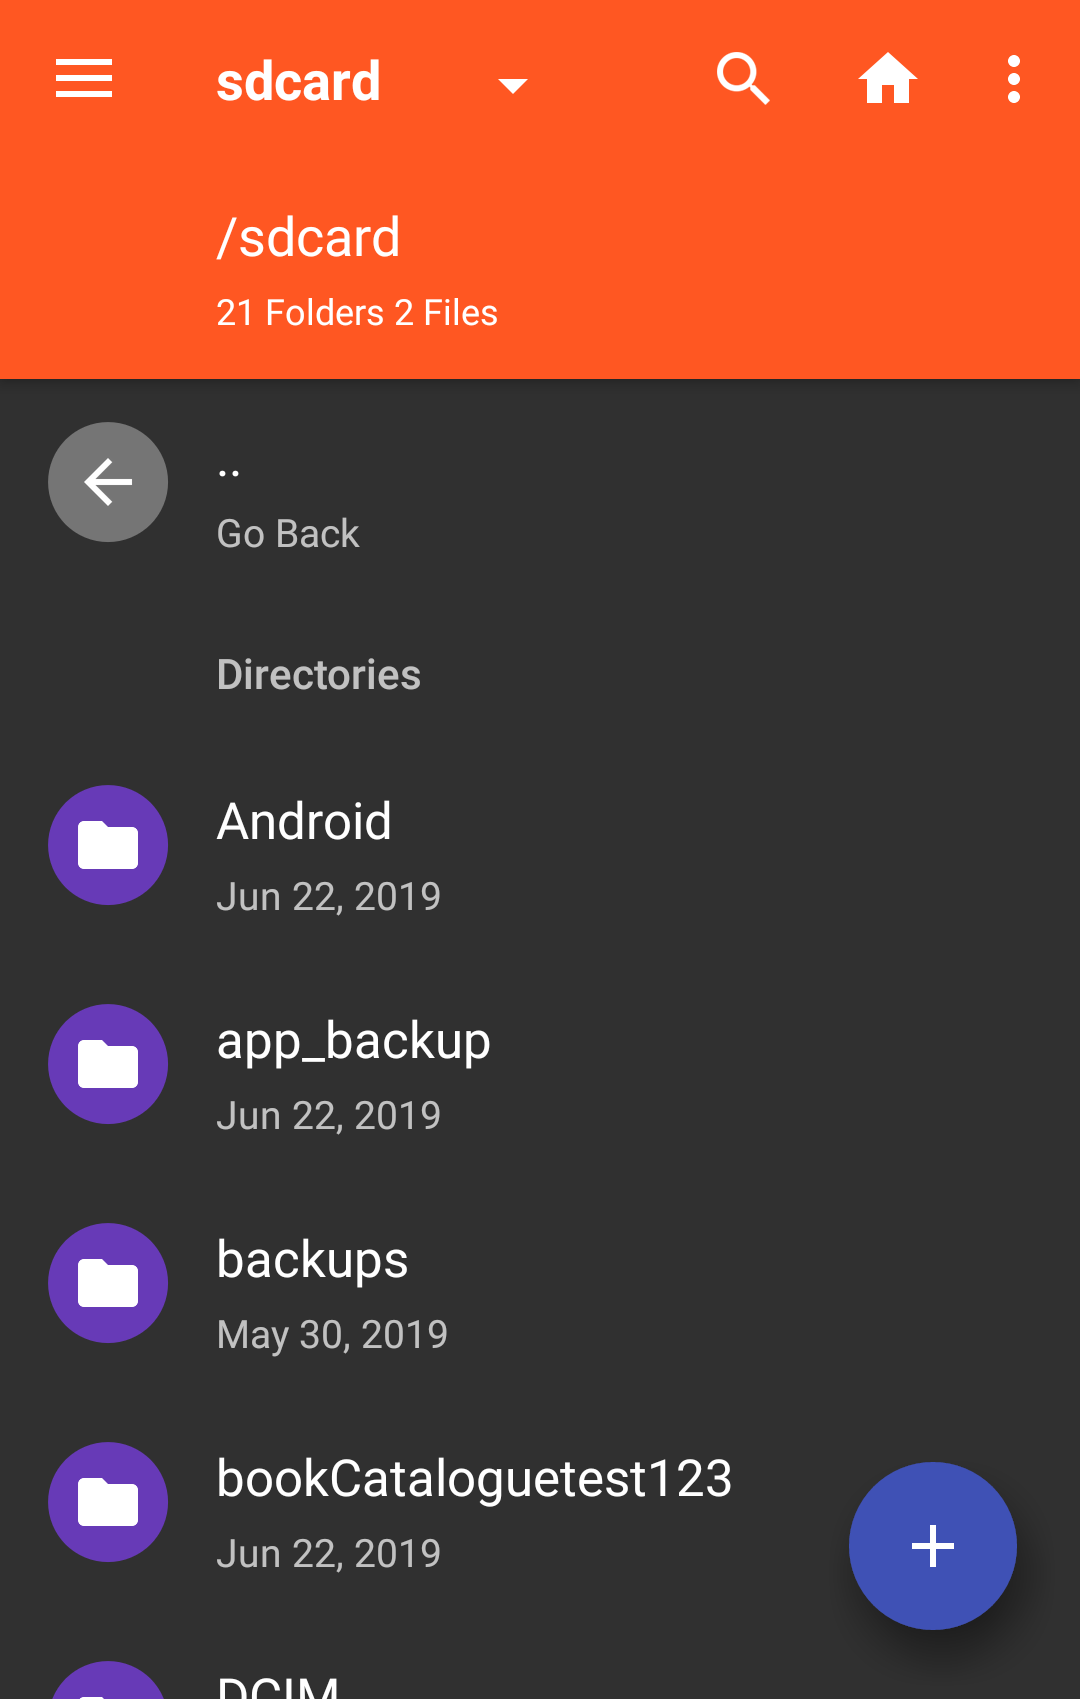 sdcard
/sdcard
21 Folders 2 Files
..
Go Back
Directories
Android
Jun 22, 2019
app_backup
Jun 22, 2019
backups
May 30, 2019
bookCataloguetest123
Jun 22, 2019
DCIM